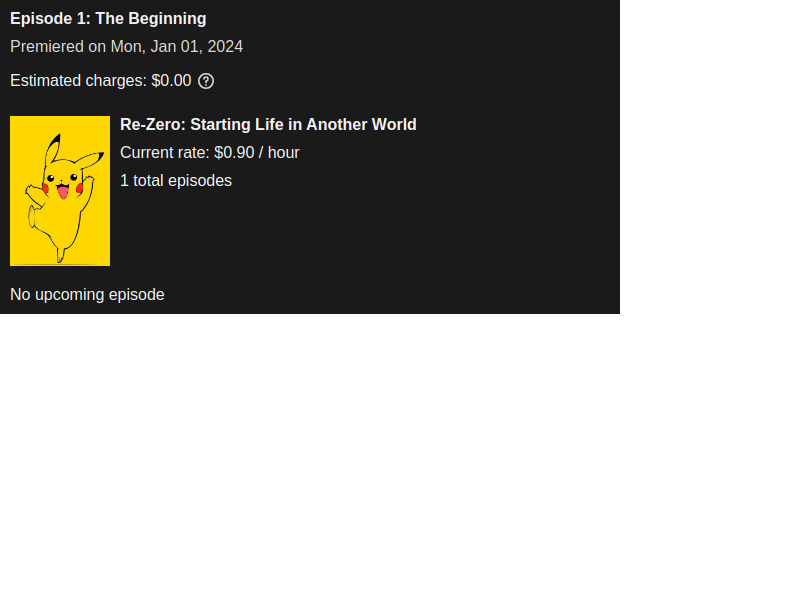 Episode 1: The Beginning
Premiered on Mon, Jan 01, 2024
Estimated charges: $0.00
Re-Zero: Starting Life in Another World
Current rate: $0.90 / hour
1 total episodes
No upcoming episode